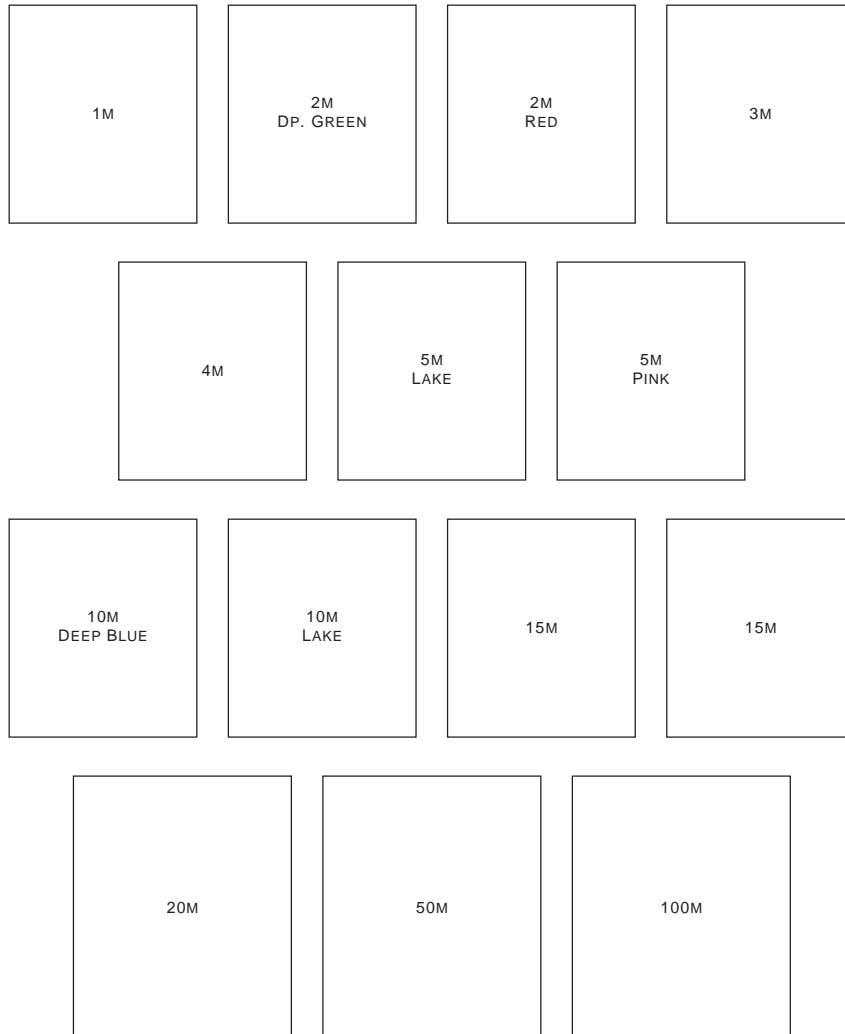 1M
2M
DP. GREEN
2M
RED
3M
4M
5M
LAKE
5M
PINK
10M
DEEP BLUE
10M
LAKE
15M
15M
20M
50M
100M